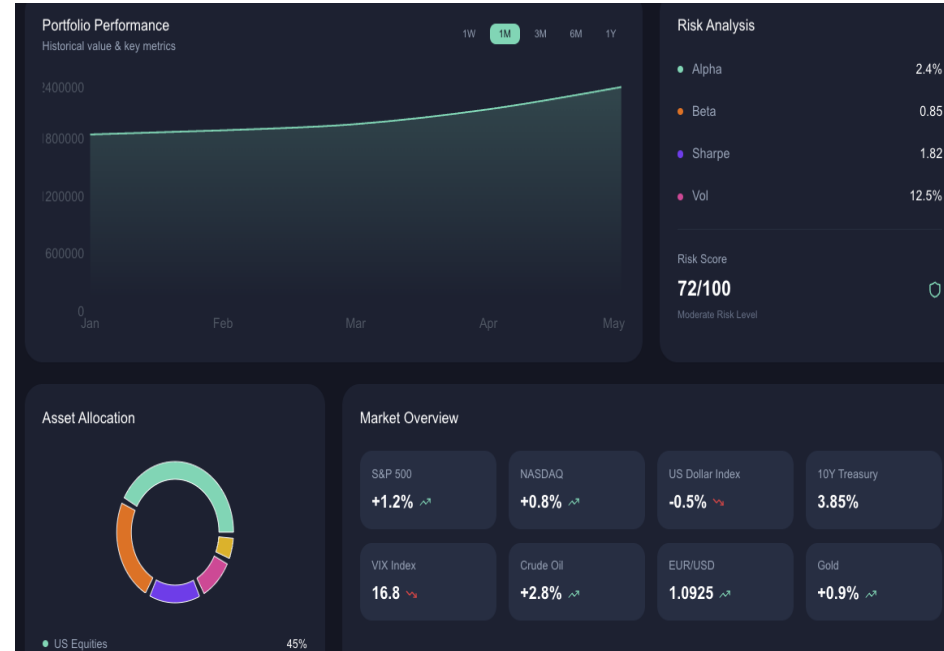 Portfolio Performance
Historical value & key metrics
1W 1M 3M 6M 1Y
2400000
1800000
1200000
600000
0
Jan Feb Mar Apr May
Risk Analysis
Alpha 2.4%
Beta 0.85
Sharpe 1.82
Vol 12.5%
Risk Score
72/100
Moderate Risk Level
Asset Allocation
US Equities 45%
Market Overview
S&P 500
+1.2%
NASDAQ
+0.8%
US Dollar Index
-0.5%
10Y Treasury
3.85%
VIX Index
16.8
Crude Oil
+2.8%
EUR/USD
1.0925
Gold
+0.9%